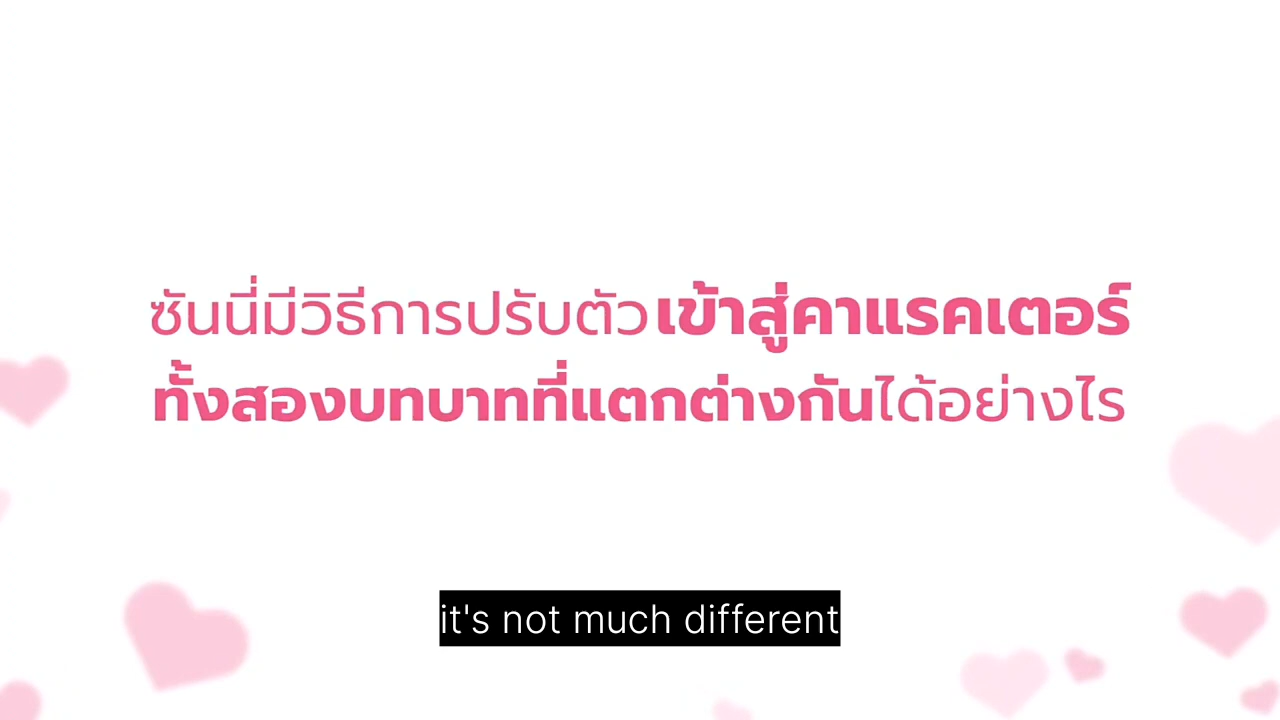 ซันนี่มีวิธีการปรับตัวเข้าสู่คาแรคเตอร์
ทั้งสองบทบาทที่แตกต่างกันได้อย่างไร
it's not much different